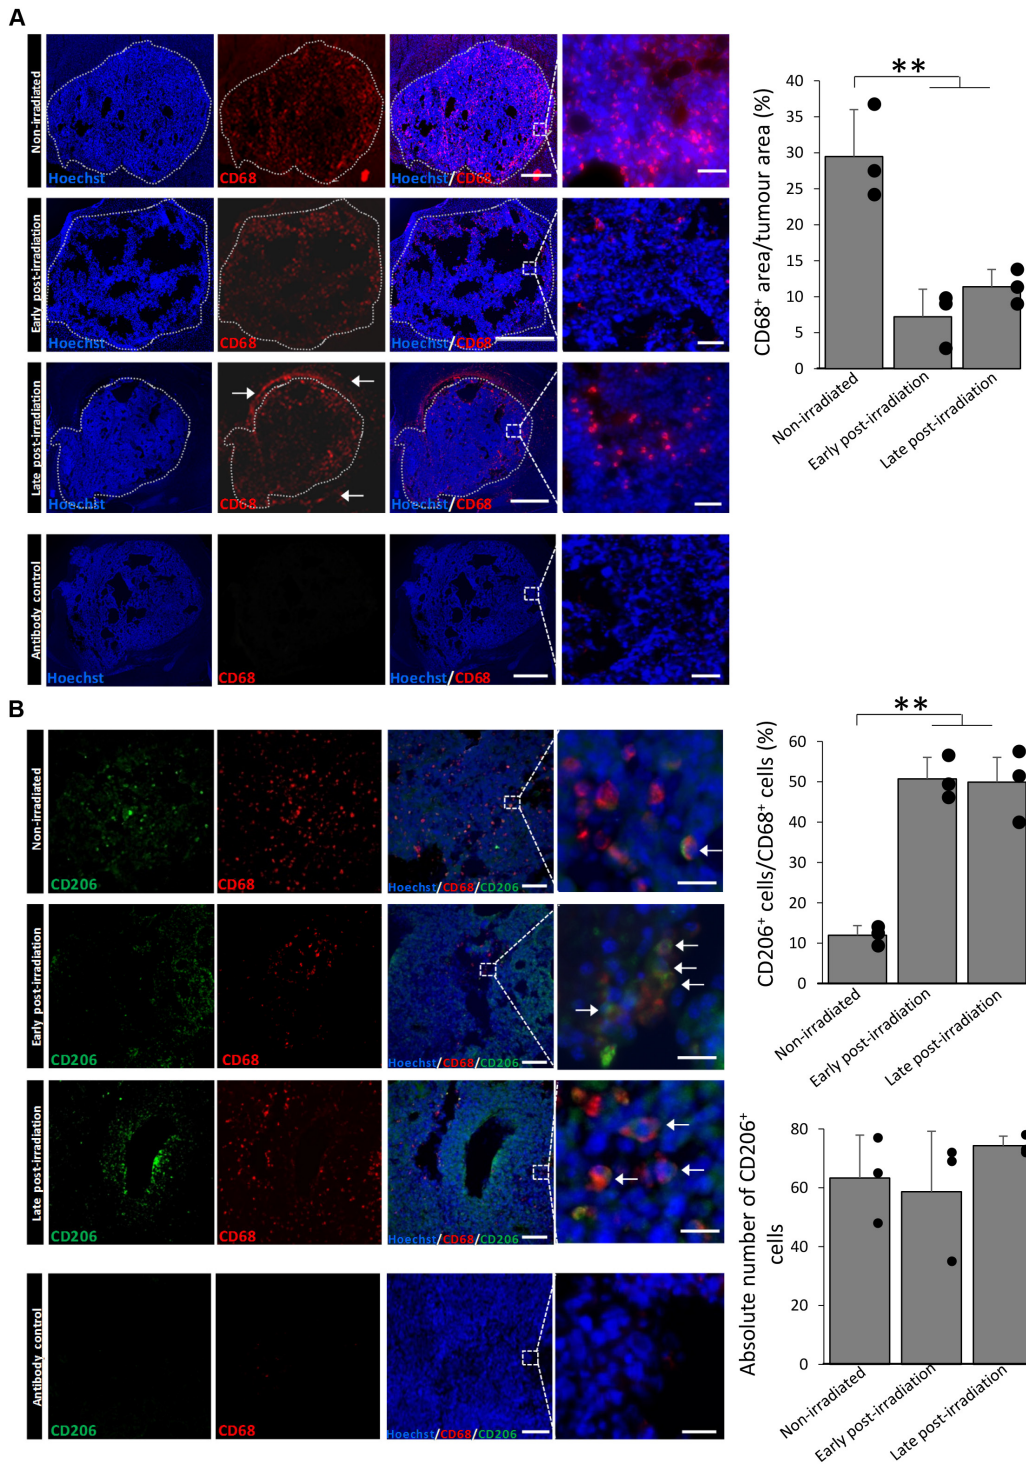 A
Non-irradiated
Hoechst
CD68
Hoechst/CD68
Early post-irradiation
Hoechst
CD68
Hoechst/CD68
Late post-irradiation
Hoechst
CD68
Hoechst/CD68
Antibody control
Hoechst
CD68
Hoechst/CD68
CD68⁺ area/tumour area (%)
40
35
30
25
20
15
10
5
0
**
Non-irradiated
Early post-irradiation
Late post-irradiation
B
Non-irradiated
CD206
CD68
Hoechst/CD68/CD206
Early post-irradiation
CD206
CD68
Hoechst/CD68/CD206
Late post-irradiation
CD206
CD68
Hoechst/CD68/CD206
Antibody control
CD206
CD68
Hoechst/CD68/CD206
CD206⁺ cells/CD68⁺ cells (%)
60
50
40
30
20
10
0
**
Non-irradiated
Early post-irradiation
Late post-irradiation
Absolute number of CD206⁺
cells
80
60
40
20
0
Non-irradiated
Early post-irradiation
Late post-irradiation